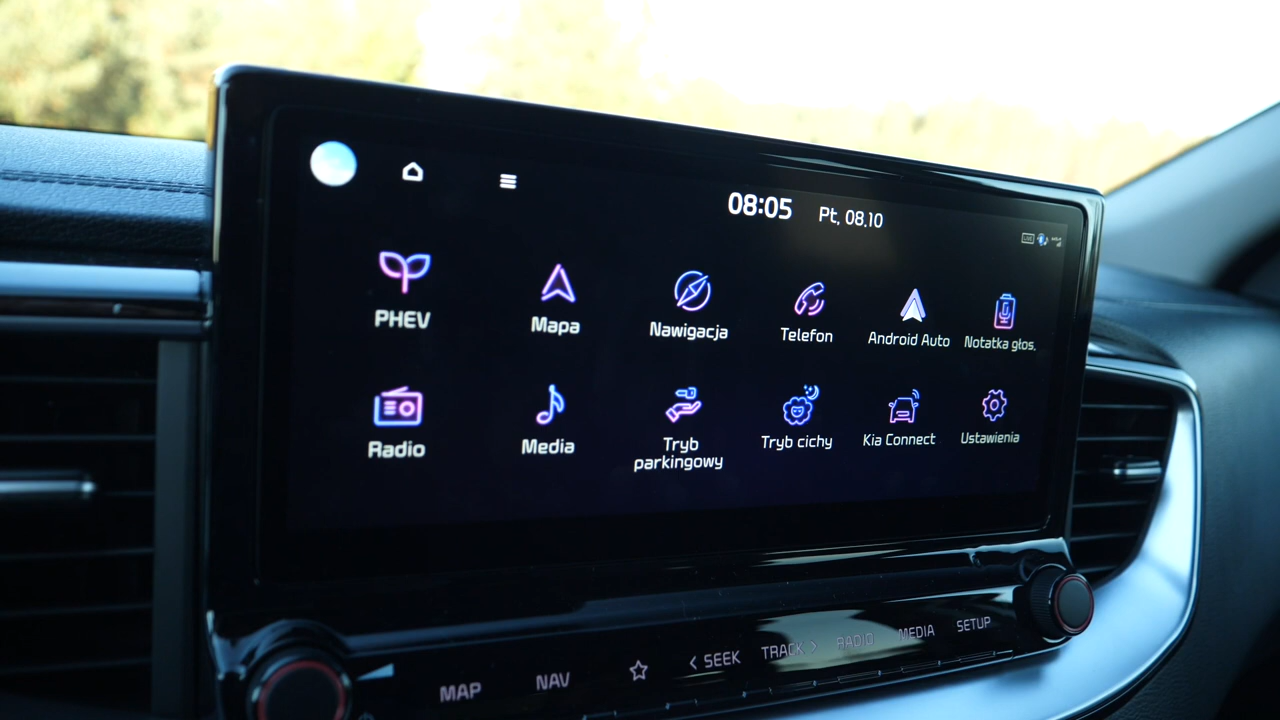 08:05 Pt, 08.10
PHEV
Mapa
Nawigacja
Telefon
Android Auto
Notatka głos.
Radio
Media
Tryb
parkingowy
Tryb cichy
Kia Connect
Ustawienia
MAP
NAV
< SEEK
TRACK >
RADIO
MEDIA
SETUP